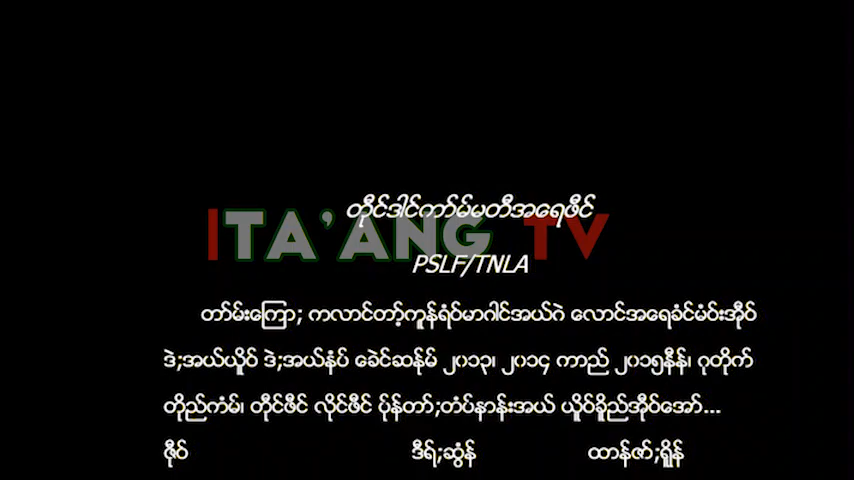 တိုင်ဒါင်ကာ်မ်မတီအရေဖီင်
ITA'ANG TV
PSLF/TNLA
တာ်မ်းကြော; ကလာင်တာ့်ကူန်ရံဝ်မာဂါင်အယ်ဂဲ လောင်အရေခံင်မံဝ်းအီုဝ်
ဒဲ;အယ်ယိူဝ် ဒဲ;အယ်နံပ် ခေဲင်ဆန်ုမ် ၂၀၁၃၊ ၂၀၁၄ ကာည် ၂၀၁၅နီန်၊ ဂုတိုက်
တိုည်ကံမ်၊ တိုင်ဖီင် လိုင်ဖီင် ပ်ုန်တာ်;တံပ်နာန်းအယ် ယိူဝ်ခိူည်အီုဝ်အော်...
ဇီုဝ် ဒီရ်;ဆွံန် ထာန်ဇာ်;ရှိူန်